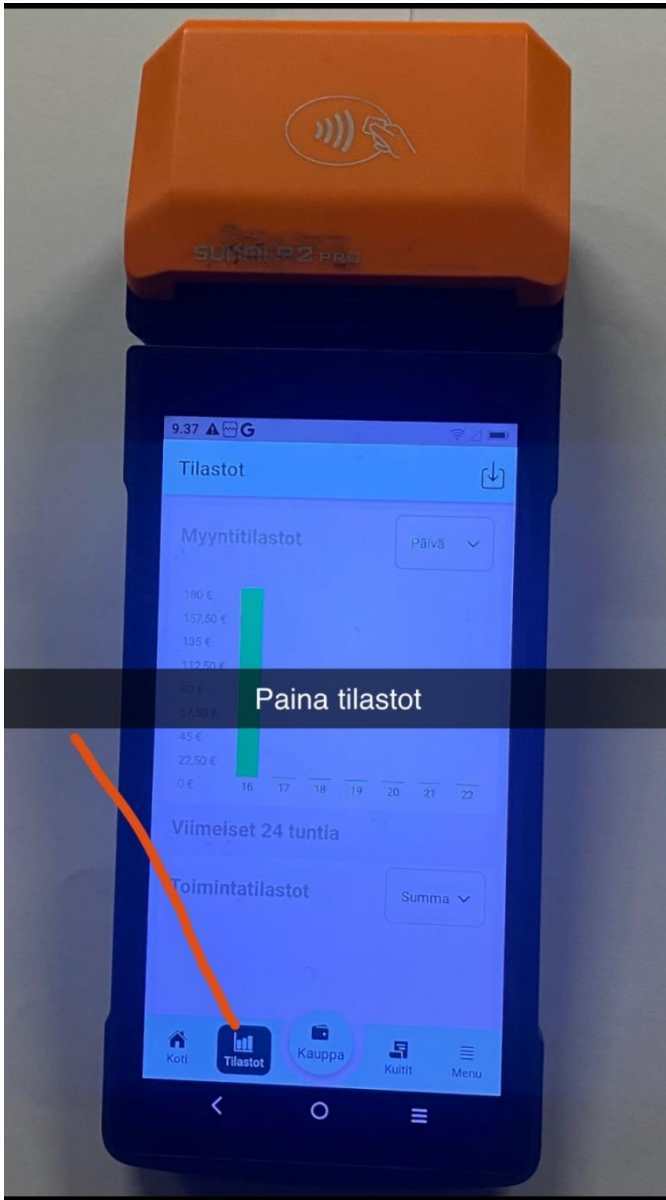 SUNMI P2 PRO
9.37
Tilastot
Myyntitilastot
Päivä
180 €
157,50 €
135 €
112,50 €
90 €
67,50 €
Paina tilastot
45 €
22,50 €
0 €
16 17 18 19 20 21 22
Viimeiset 24 tuntia
Toimintatilastot
Summa
Koti
Tilastot
Kauppa
Kuitit
Menu